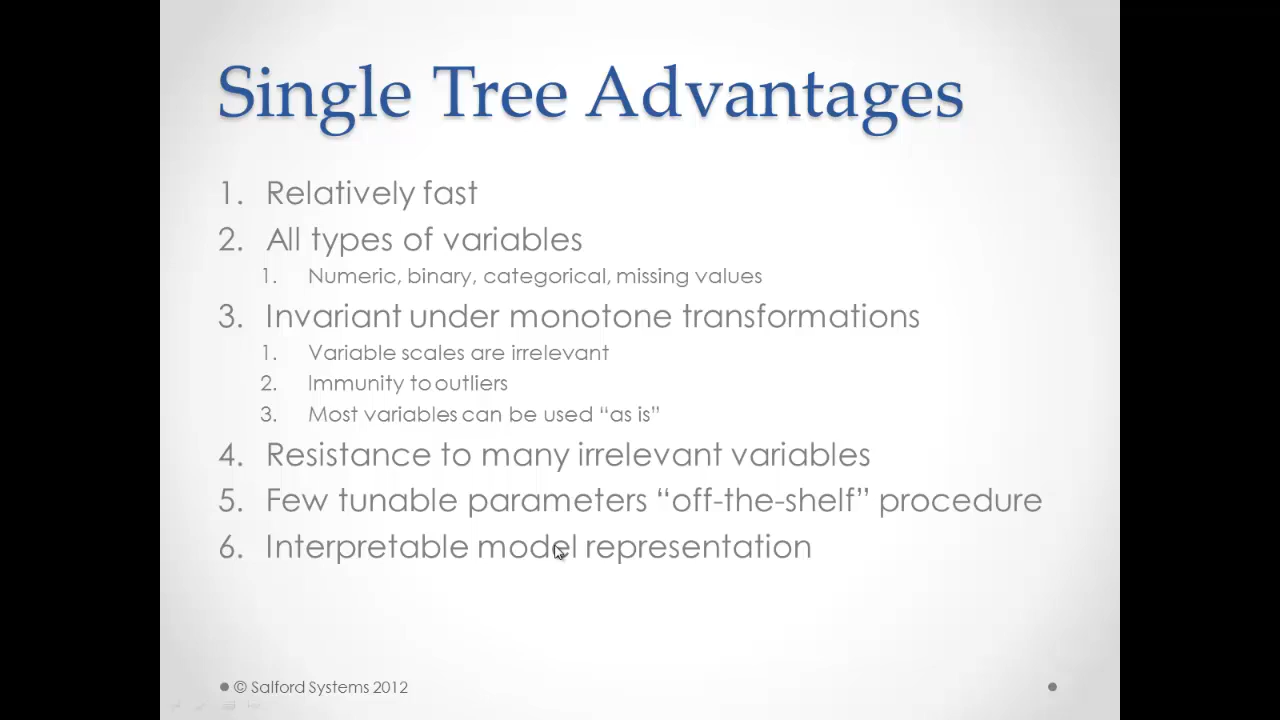 Single Tree Advantages
1. Relatively fast
2. All types of variables
1. Numeric, binary, categorical, missing values
3. Invariant under monotone transformations
1. Variable scales are irrelevant
2. Immunity to outliers
3. Most variables can be used “as is”
4. Resistance to many irrelevant variables
5. Few tunable parameters “off-the-shelf” procedure
6. Interpretable model representation
© Salford Systems 2012